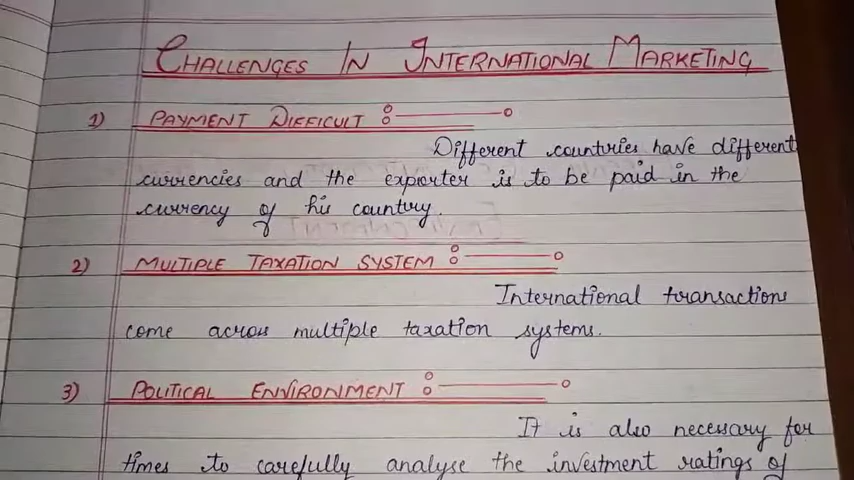 CHALLENGES IN INTERNATIONAL MARKETING
1) PAYMENT DIFFICULT :-
Different countries have different
currencies and the exporter is to be paid in the
currency of his country.
2) MULTIPLE TAXATION SYSTEM :-
International transactions
come across multiple taxation systems.
3) POLITICAL ENVIRONMENT :-
It is also necessary for
times to carefully analyse the investment ratings of